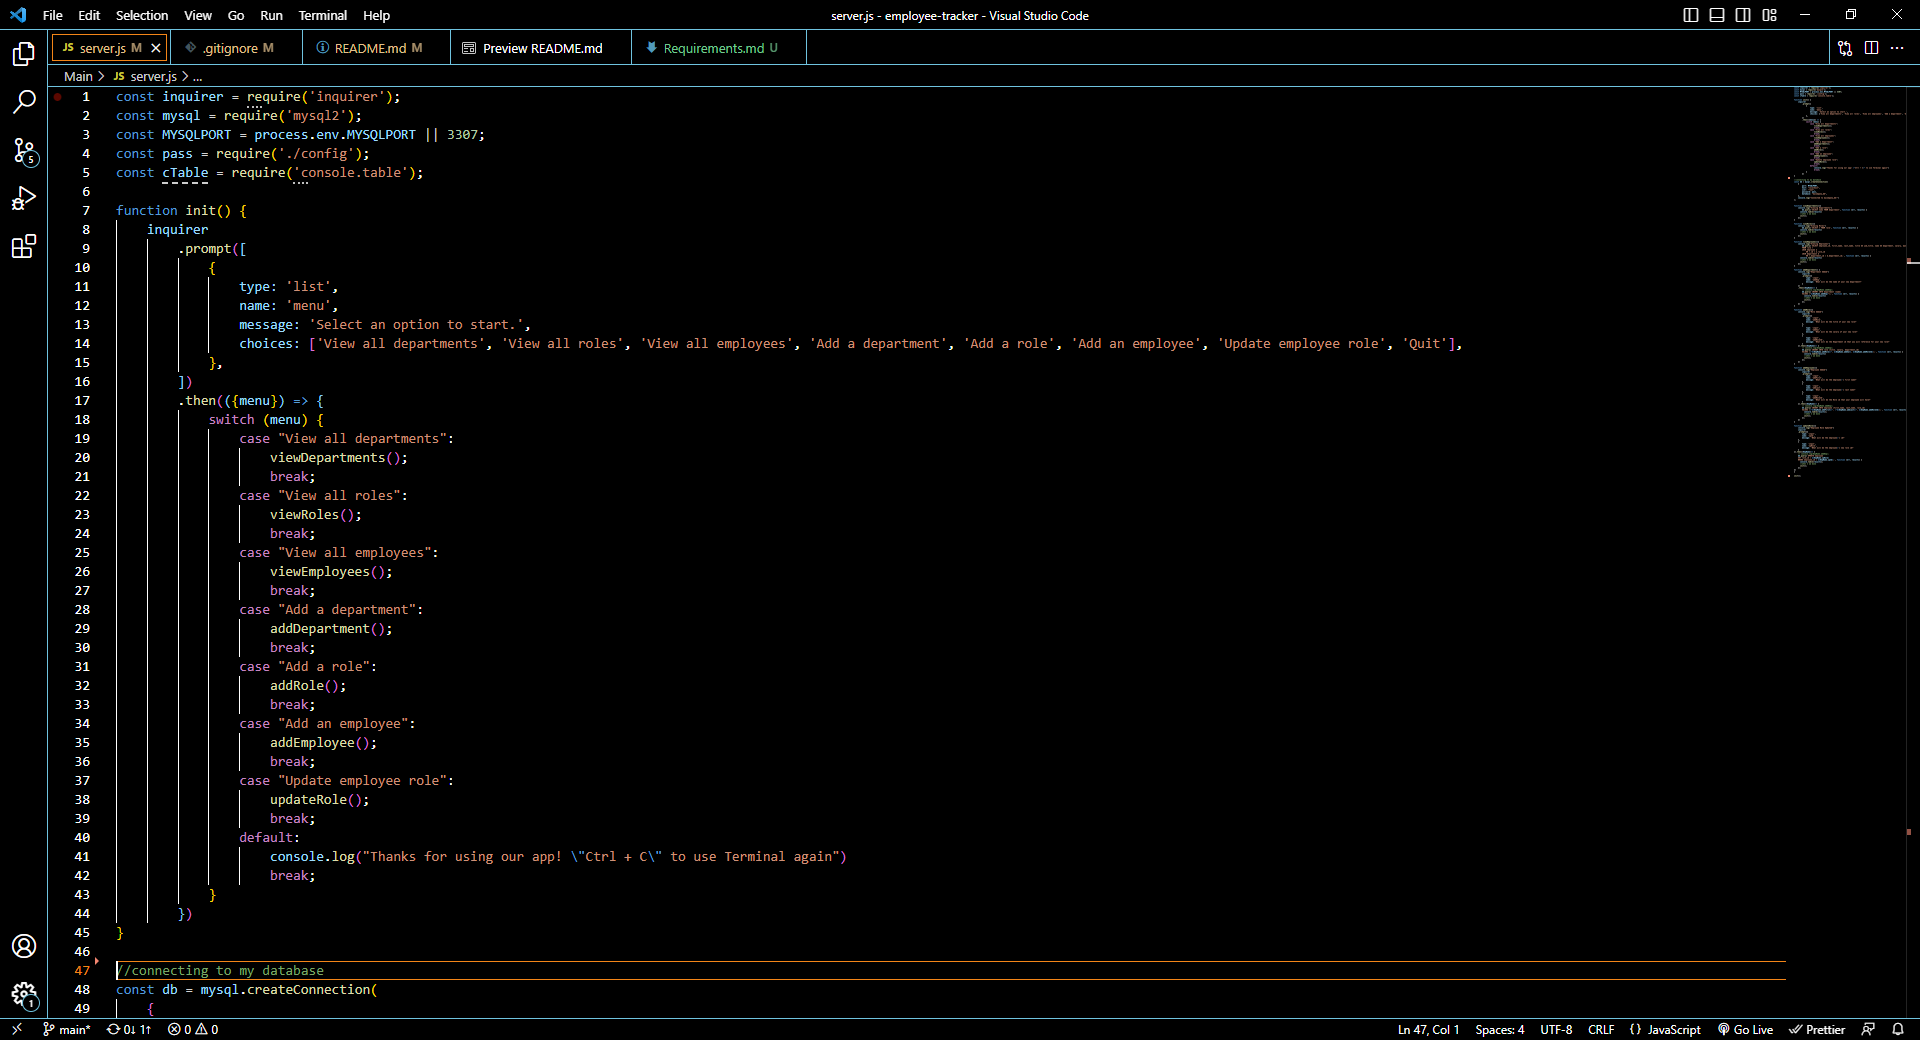 File Edit Selection View Go Run Terminal Help server.js - employee-tracker - Visual Studio Code
JS server.js M .gitignore M README.md M Preview README.md Requirements.md U
Main > JS server.js > ...
1 const inquirer = require('inquirer');
2 const mysql = require('mysql2');
3 const MYSQLPORT = process.env.MYSQLPORT || 3307;
4 const pass = require('./config');
5 const cTable = require('console.table');
6
7 function init() {
8     inquirer
9         .prompt([
10             {
11                 type: 'list',
12                 name: 'menu',
13                 message: 'Select an option to start.',
14                 choices: ['View all departments', 'View all roles', 'View all employees', 'Add a department', 'Add a role', 'Add an employee', 'Update employee role', 'Quit'],
15             },
16         ])
17         .then(({menu}) => {
18             switch (menu) {
19                 case "View all departments":
20                     viewDepartments();
21                     break;
22                 case "View all roles":
23                     viewRoles();
24                     break;
25                 case "View all employees":
26                     viewEmployees();
27                     break;
28                 case "Add a department":
29                     addDepartment();
30                     break;
31                 case "Add a role":
32                     addRole();
33                     break;
34                 case "Add an employee":
35                     addEmployee();
36                     break;
37                 case "Update employee role":
38                     updateRole();
39                     break;
40                 default:
41                     console.log("Thanks for using our app! \"Ctrl + C\" to use Terminal again")
42                     break;
43             }
44         })
45 }
46
47 //connecting to my database
48 const db = mysql.createConnection(
49     {
5
1
main* 0↓ 1↑ 0 0 Ln 47, Col 1 Spaces: 4 UTF-8 CRLF {} JavaScript Go Live Prettier